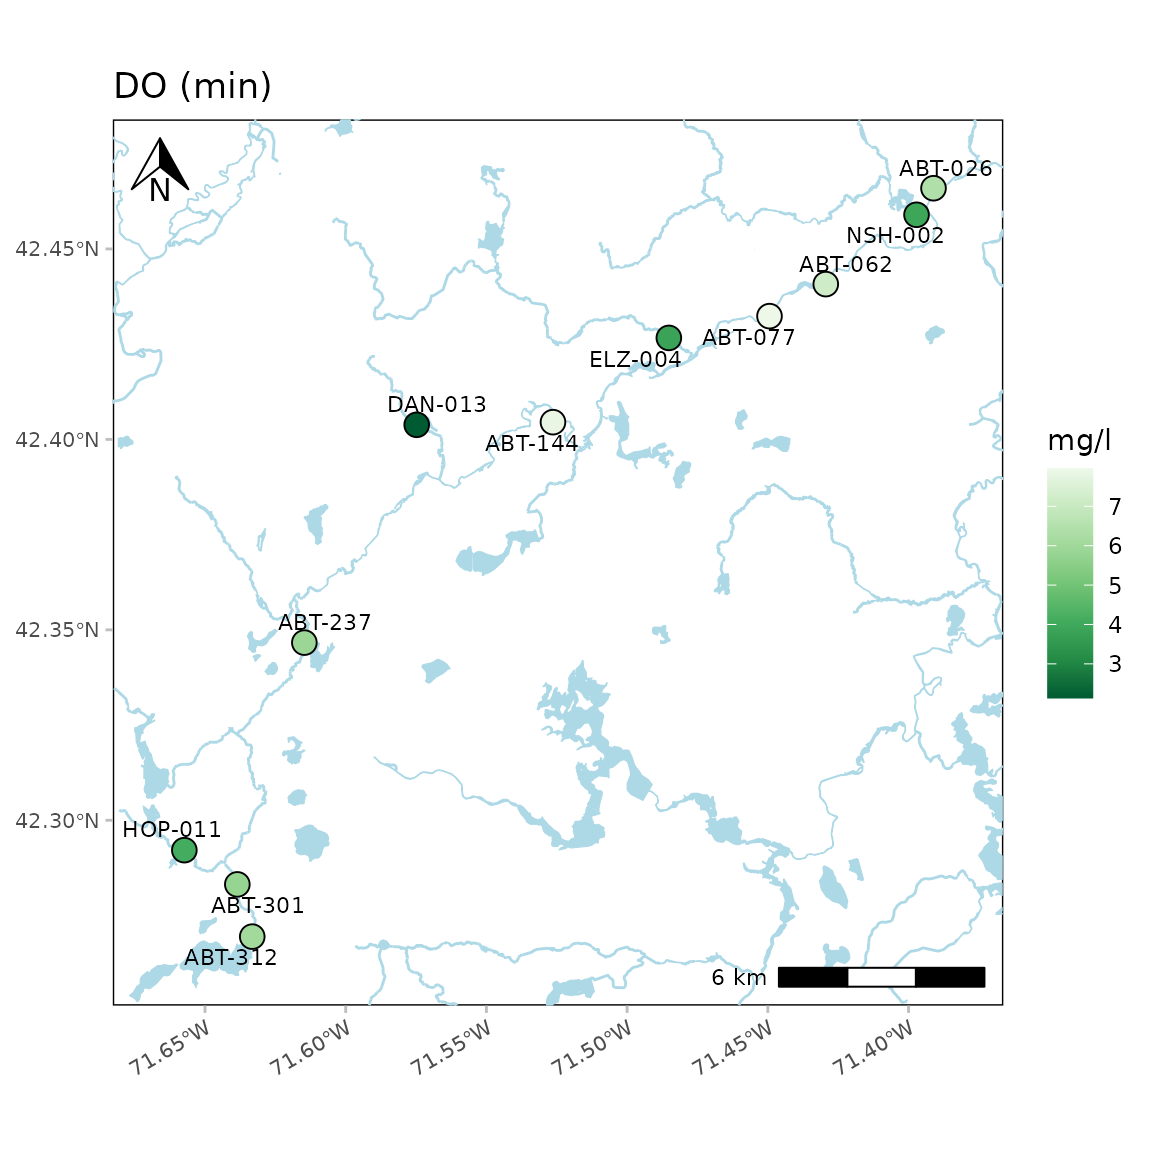 DO (min)
N
ABT-026
NSH-002
ABT-062
ABT-077
ELZ-004
DAN-013
ABT-144
ABT-237
HOP-011
ABT-301
ABT-312
6 km
42.45°N
42.40°N
42.35°N
42.30°N
71.65°W
71.60°W
71.55°W
71.50°W
71.45°W
71.40°W
mg/l
7
6
5
4
3